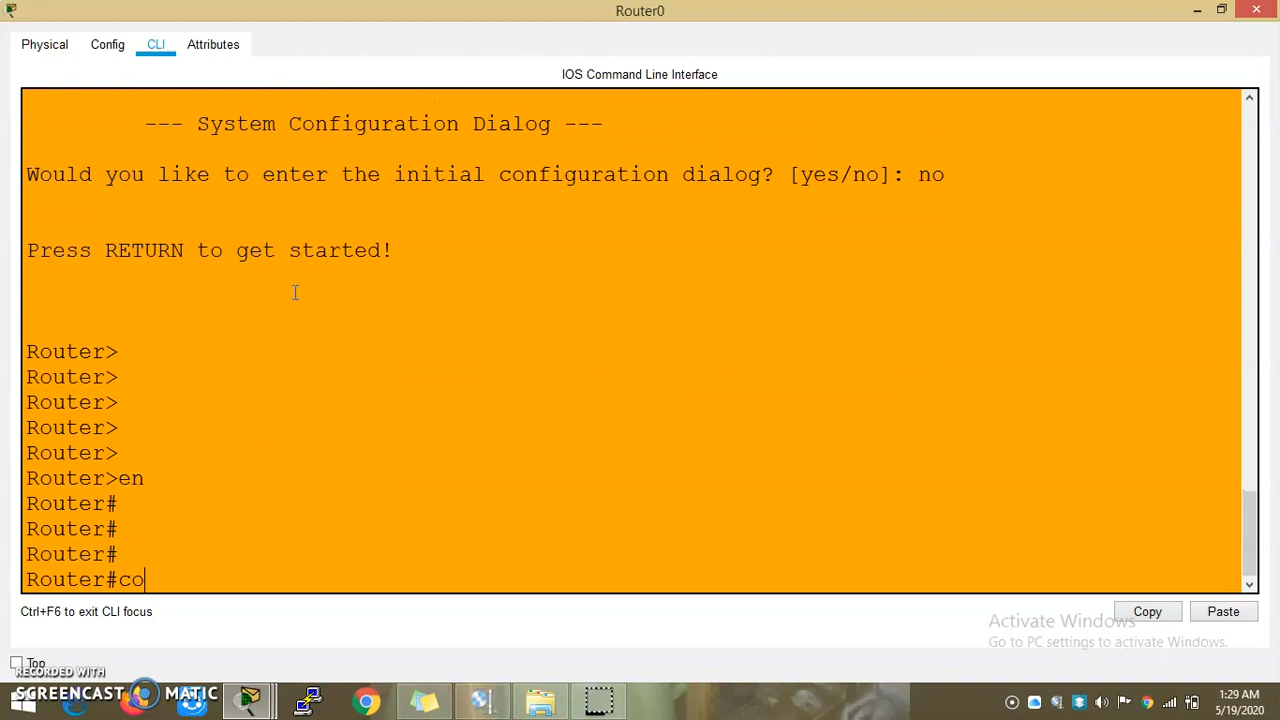 Router0
Physical Config CLI Attributes
IOS Command Line Interface
--- System Configuration Dialog ---
Would you like to enter the initial configuration dialog? [yes/no]: no
Press RETURN to get started!
Router>
Router>
Router>
Router>
Router>
Router>en
Router#
Router#
Router#
Router#co
Ctrl+F6 to exit CLI focus
Copy
Paste
Activate Windows
Go to PC settings to activate Windows.
Top
RECORDED WITH
SCREENCAST MATIC
1:29 AM
5/19/2020